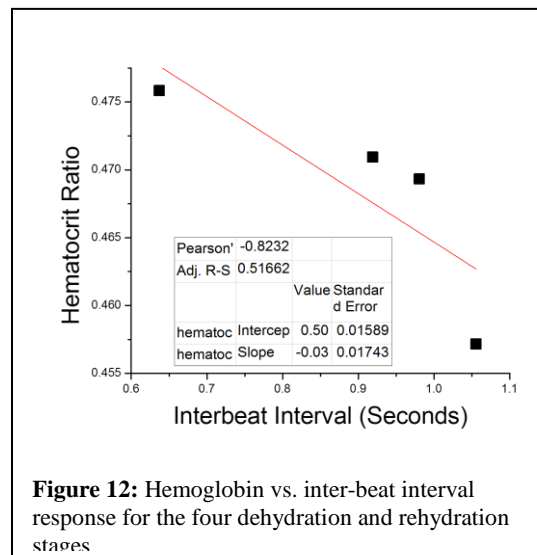 0.475
0.470
0.465
0.460
0.455
Hematocrit Ratio
Pearson' -0.8232
Adj. R-S 0.51662
Value Standar
d Error
hematoc Intercep 0.50 0.01589
hematoc Slope -0.03 0.01743
0.6 0.7 0.8 0.9 1.0 1.1
Interbeat Interval (Seconds)
Figure 12: Hemoglobin vs. inter-beat interval
response for the four dehydration and rehydration
stages